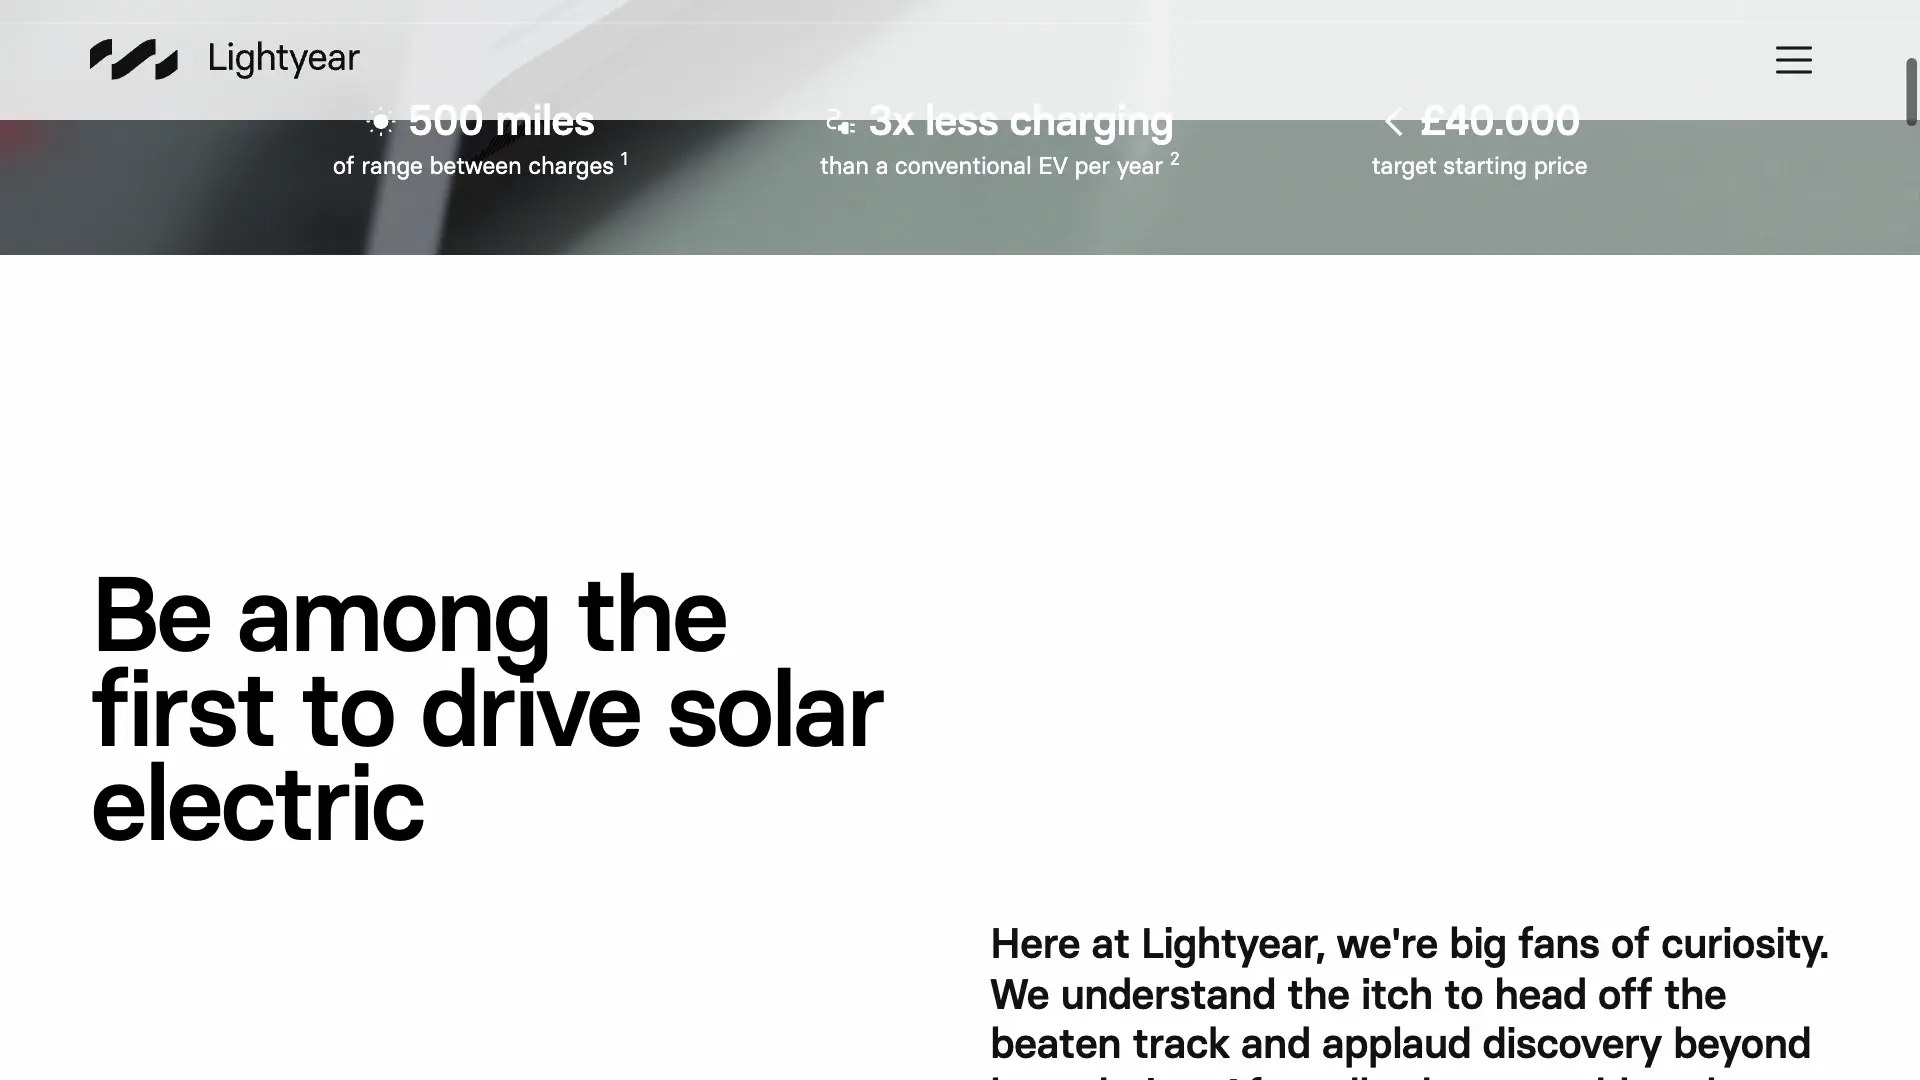 Lightyear
500 miles
of range between charges 1
3x less charging
than a conventional EV per year 2
< £40.000
target starting price
Be among the
first to drive solar
electric
Here at Lightyear, we're big fans of curiosity.
We understand the itch to head off the
beaten track and applaud discovery beyond